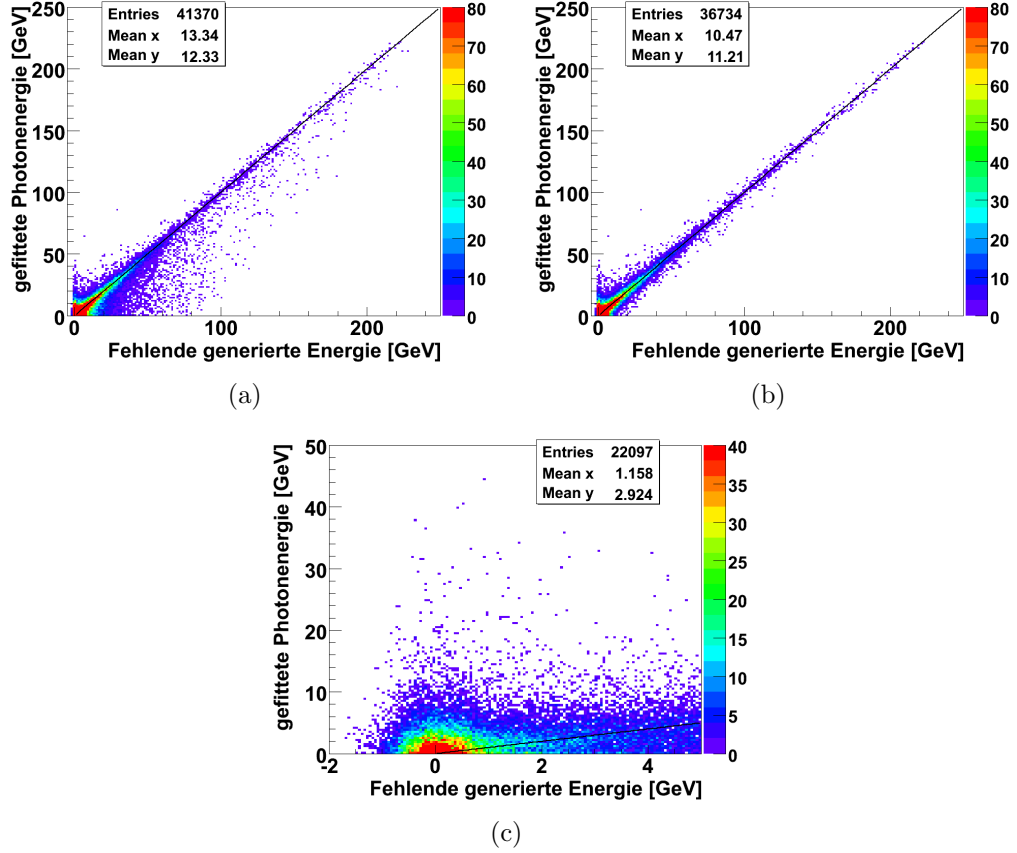 Entries 41370
Mean x 13.34
Mean y 12.33
gefittete Photonenergie [GeV]
250
200
150
100
50
0
0 100 200
Fehlende generierte Energie [GeV]
80
70
60
50
40
30
20
10
0
(a)
Entries 36734
Mean x 10.47
Mean y 11.21
gefittete Photonenergie [GeV]
250
200
150
100
50
0
0 100 200
Fehlende generierte Energie [GeV]
80
70
60
50
40
30
20
10
0
(b)
Entries 22097
Mean x 1.158
Mean y 2.924
gefittete Photonenergie [GeV]
50
40
30
20
10
0
-2 0 2 4
Fehlende generierte Energie [GeV]
40
35
30
25
20
15
10
5
0
(c)